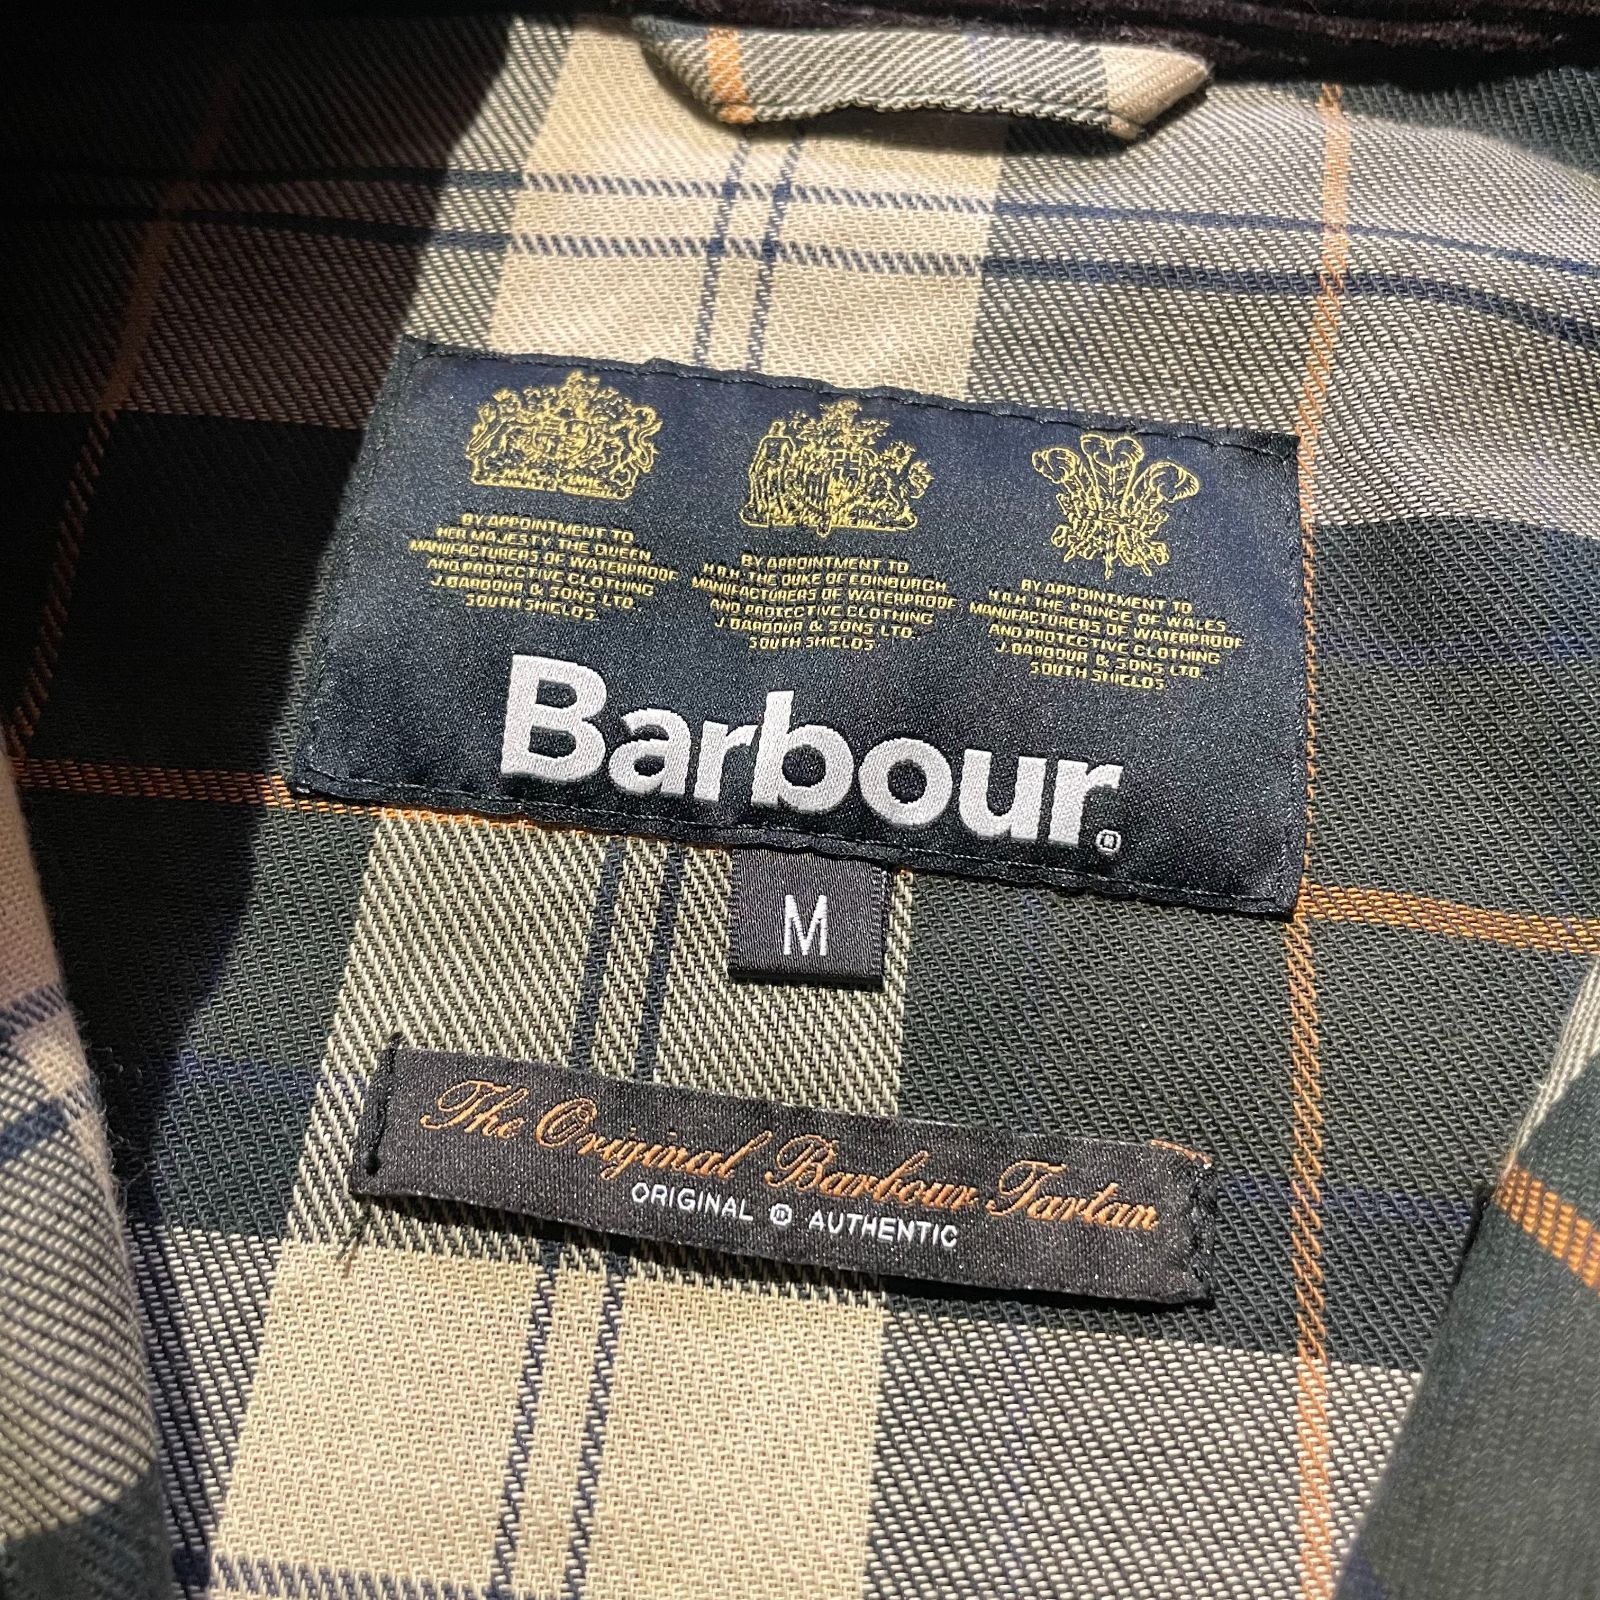 BY APPOINTMENT TO
HER MAJESTY THE QUEEN
MANUFACTURERS OF WATERPROOF
AND PROTECTIVE CLOTHING
J. BARBOUR & SONS LTD.
SOUTH SHIELDS
BY APPOINTMENT TO
H.R.H. THE DUKE OF EDINBURGH
MANUFACTURERS OF WATERPROOF
AND PROTECTIVE CLOTHING
J. BARBOUR & SONS LTD.
SOUTH SHIELDS
BY APPOINTMENT TO
H.R.H. THE PRINCE OF WALES
MANUFACTURERS OF WATERPROOF
AND PROTECTIVE CLOTHING
J. BARBOUR & SONS LTD.
SOUTH SHIELDS
Barbour®
M
The Original Barbour Tartan
ORIGINAL ® AUTHENTIC